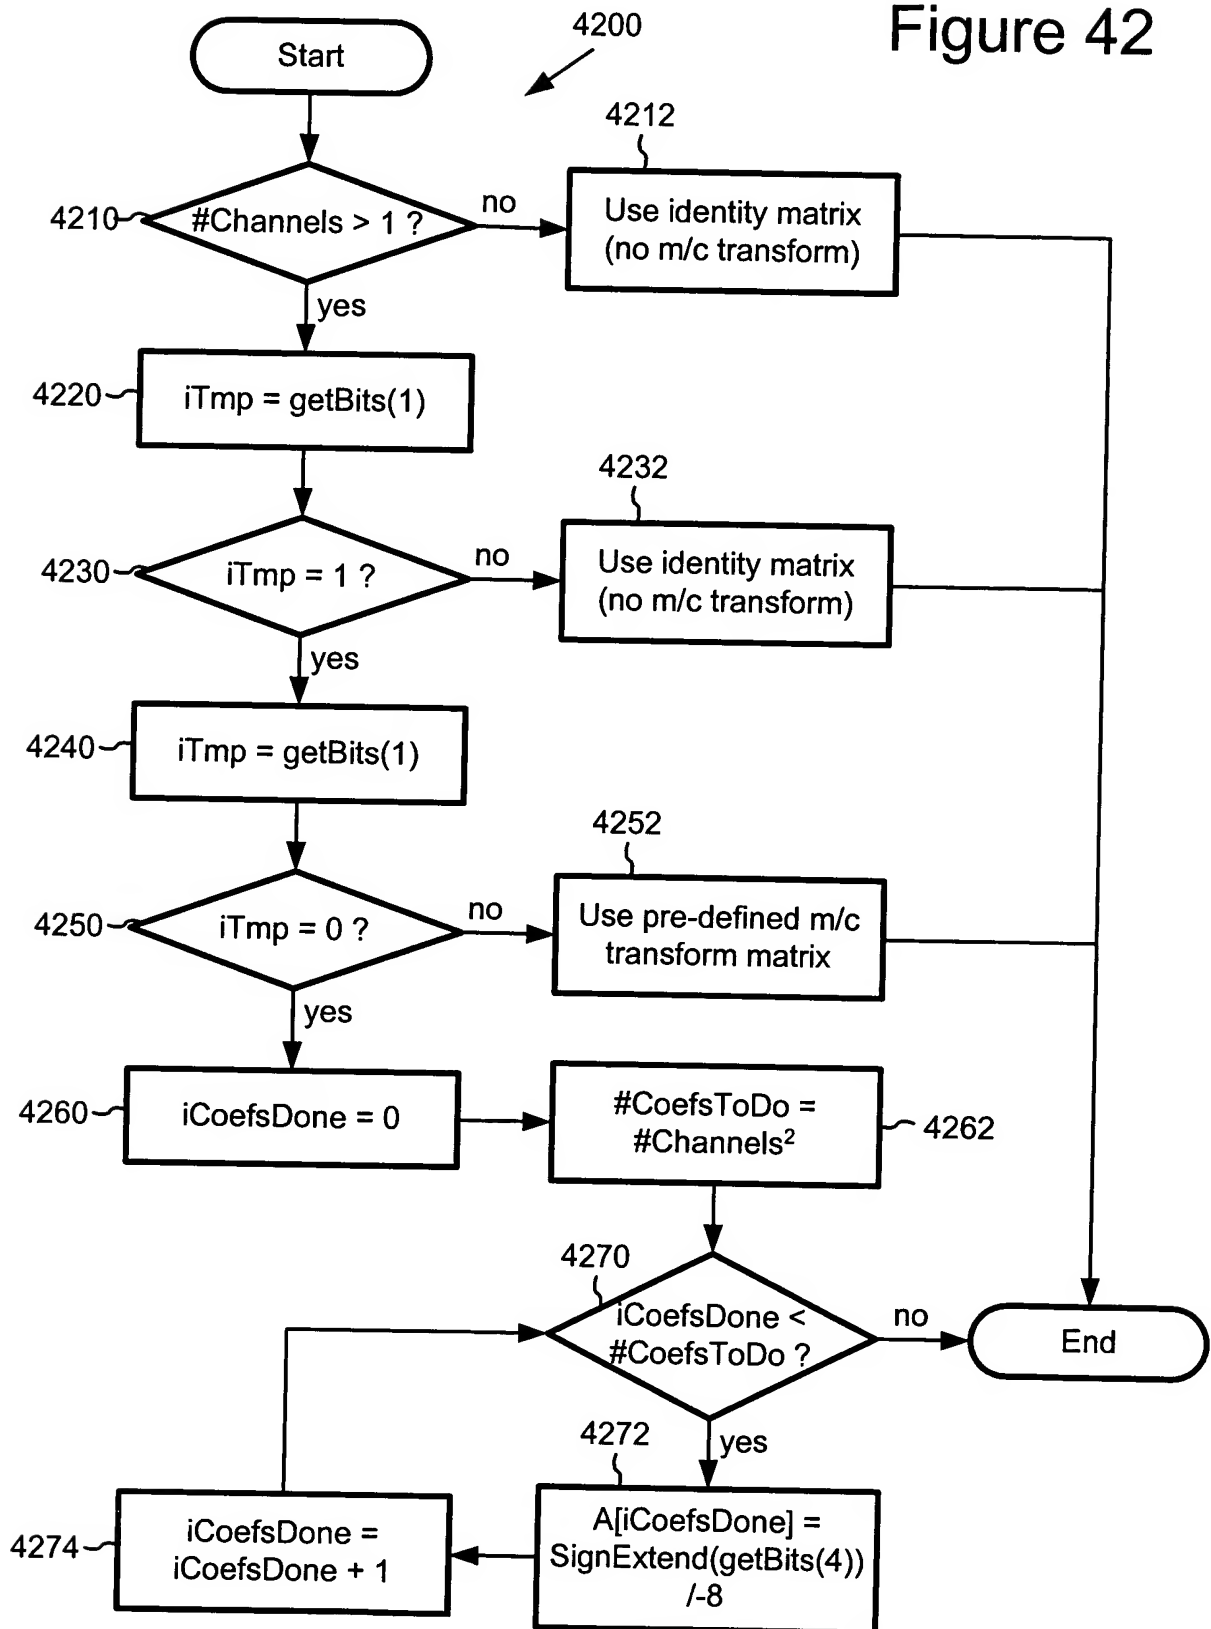 Figure 42
4200
Start
4212
4210
#Channels > 1 ?
no
Use identity matrix
(no m/c transform)
yes
4220
iTmp = getBits(1)
4232
4230
iTmp = 1 ?
no
Use identity matrix
(no m/c transform)
yes
4240
iTmp = getBits(1)
4252
4250
iTmp = 0 ?
no
Use pre-defined m/c
transform matrix
yes
4260
iCoefsDone = 0
#CoefsToDo =
#Channels²
4262
4270
iCoefsDone <
#CoefsToDo ?
no
End
yes
4272
A[iCoefsDone] =
SignExtend(getBits(4))
/-8
4274
iCoefsDone =
iCoefsDone + 1